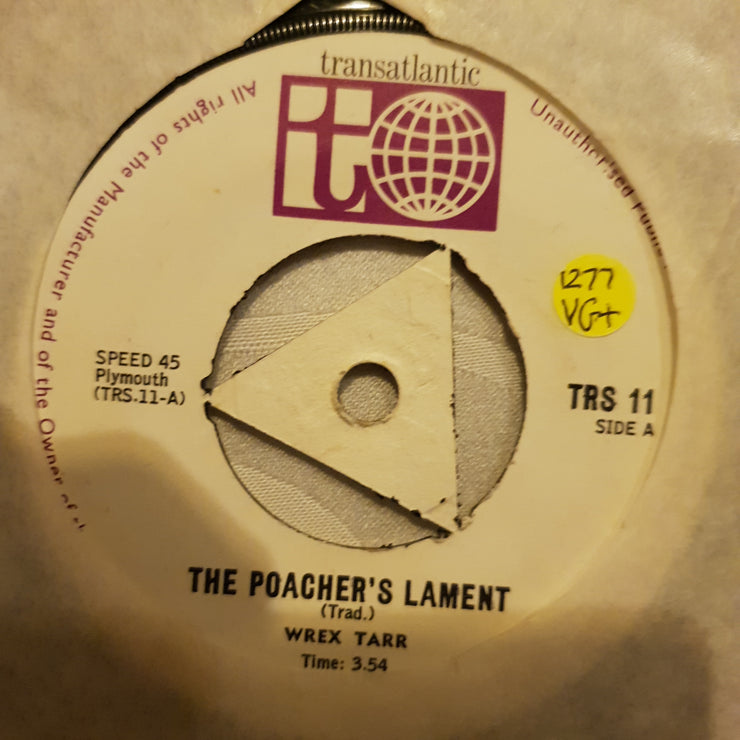 transatlantic
All rights of the Manufacturer and of the Owner of
Unauthorised
1277
VG+
SPEED 45
Plymouth
(TRS.11-A)
TRS 11
SIDE A
THE POACHER'S LAMENT
(Trad.)
WREX TARR
Time: 3.54